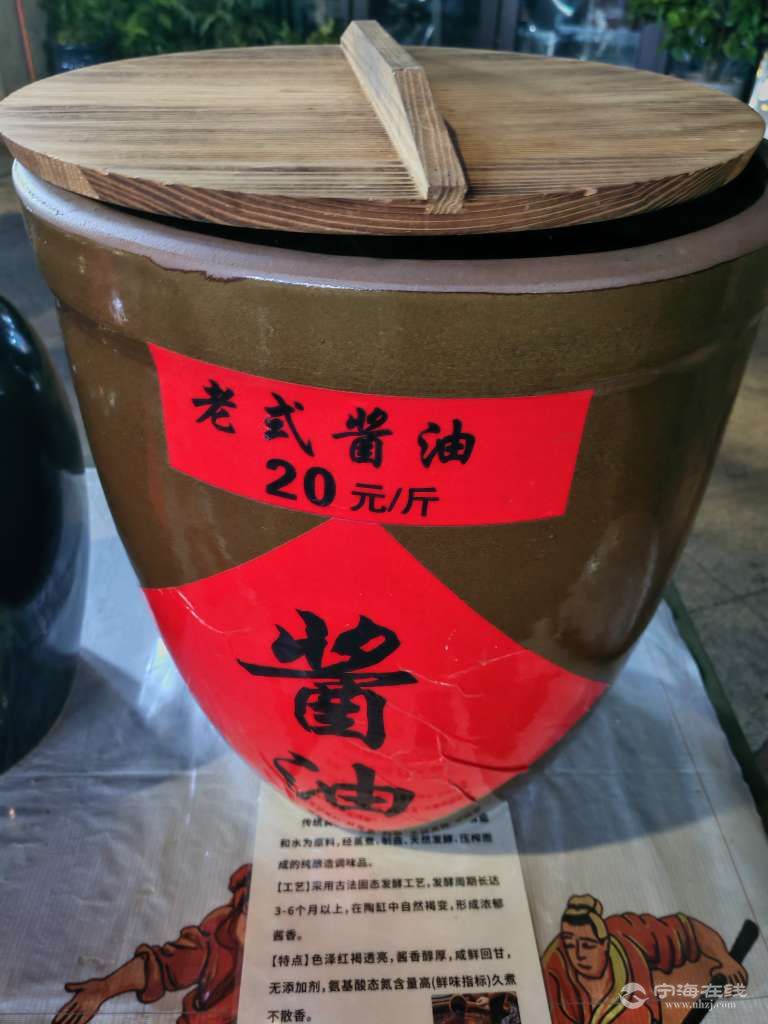 老式酱油
20元/斤
酱
油
和水为原料,经蒸煮、制曲、天然发酵、压榨而
成的纯酿造调味品。
【工艺】采用古法固态发酵工艺,发酵周期长达
3-6个月以上,在陶缸中自然褐变,形成浓郁
酱香。
【特点】色泽红褐透亮,酱香醇厚,咸鲜回甘,
无添加剂,氨基酸态氮含量高(鲜味指标)久煮
不散香。
宁海在线
www.nhzj.com